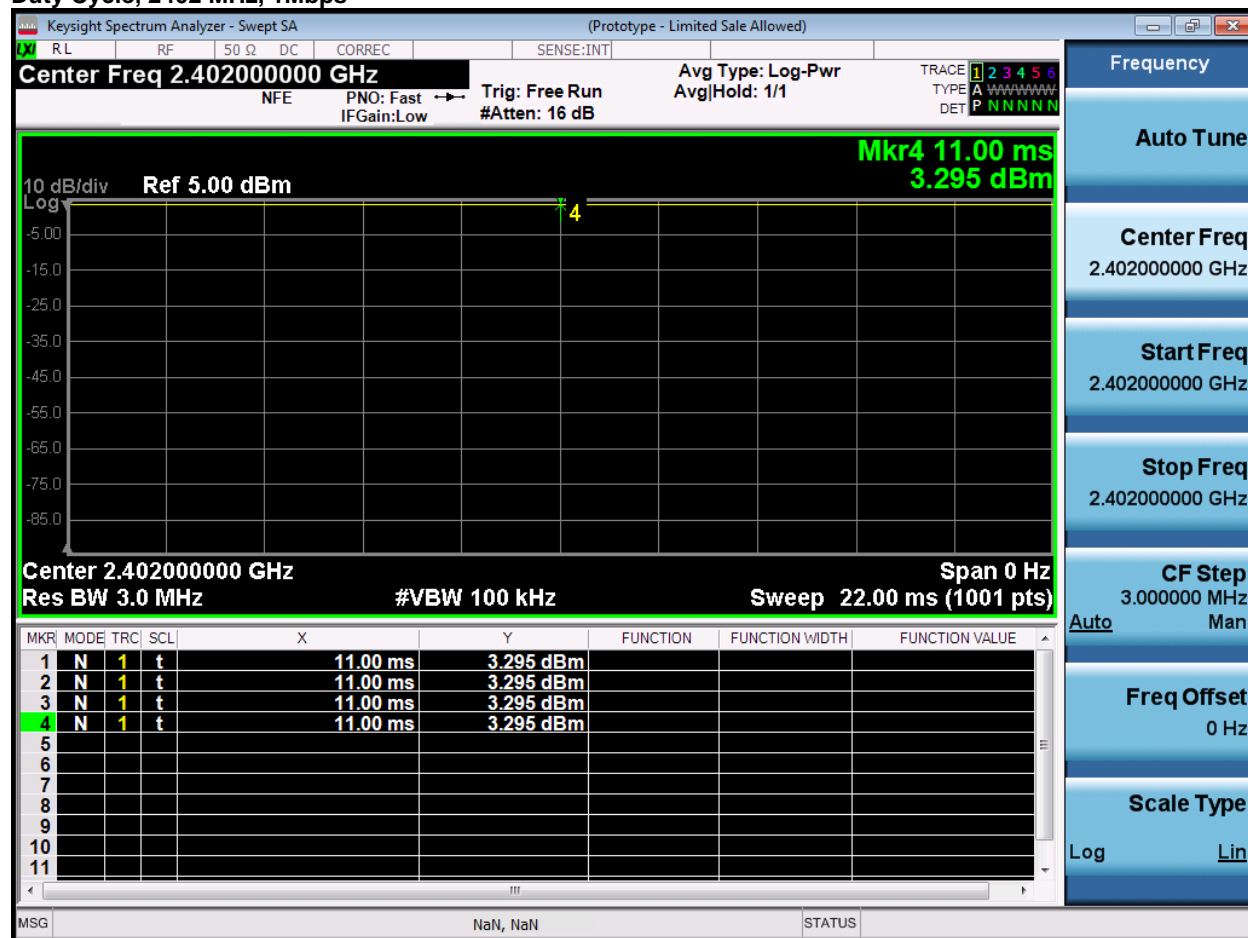 Keysight Spectrum Analyzer - Swept SA (Prototype - Limited Sale Allowed)
LXI RL RF 50 Ω DC CORREC SENSE:INT
Center Freq 2.402000000 GHz
NFE PNO: Fast IFGain:Low
Trig: Free Run
#Atten: 16 dB
Avg Type: Log-Pwr
Avg|Hold: 1/1
TRACE 1 2 3 4 5 6
TYPE A WWWWW
DET P N N N N N
Mkr4 11.00 ms
3.295 dBm
10 dB/div Ref 5.00 dBm
Log
4
-5.00
-15.0
-25.0
-35.0
-45.0
-55.0
-65.0
-75.0
-85.0
Center 2.402000000 GHz Span 0 Hz
Res BW 3.0 MHz #VBW 100 kHz Sweep 22.00 ms (1001 pts)
MKR MODE TRC SCL X Y FUNCTION FUNCTION WIDTH FUNCTION VALUE
1 N 1 t 11.00 ms 3.295 dBm
2 N 1 t 11.00 ms 3.295 dBm
3 N 1 t 11.00 ms 3.295 dBm
4 N 1 t 11.00 ms 3.295 dBm
5
6
7
8
9
10
11
MSG NaN, NaN STATUS
Frequency
Auto Tune
Center Freq
2.402000000 GHz
Start Freq
2.402000000 GHz
Stop Freq
2.402000000 GHz
CF Step
3.000000 MHz
Auto Man
Freq Offset
0 Hz
Scale Type
Log Lin